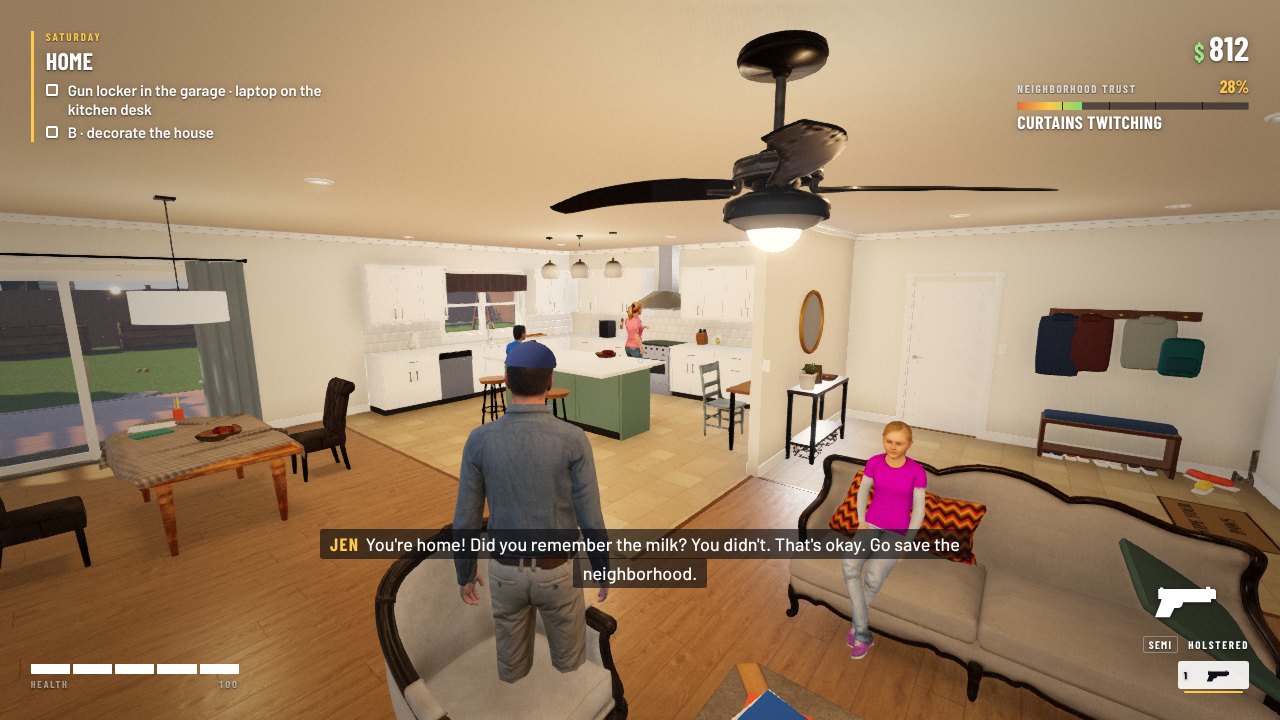 SATURDAY
HOME
Gun locker in the garage · laptop on the
kitchen desk
B · decorate the house
$ 812
NEIGHBORHOOD TRUST 28%
CURTAINS TWITCHING
JEN You're home! Did you remember the milk? You didn't. That's okay. Go save the
neighborhood.
SEMI HOLSTERED
1
HEALTH 100